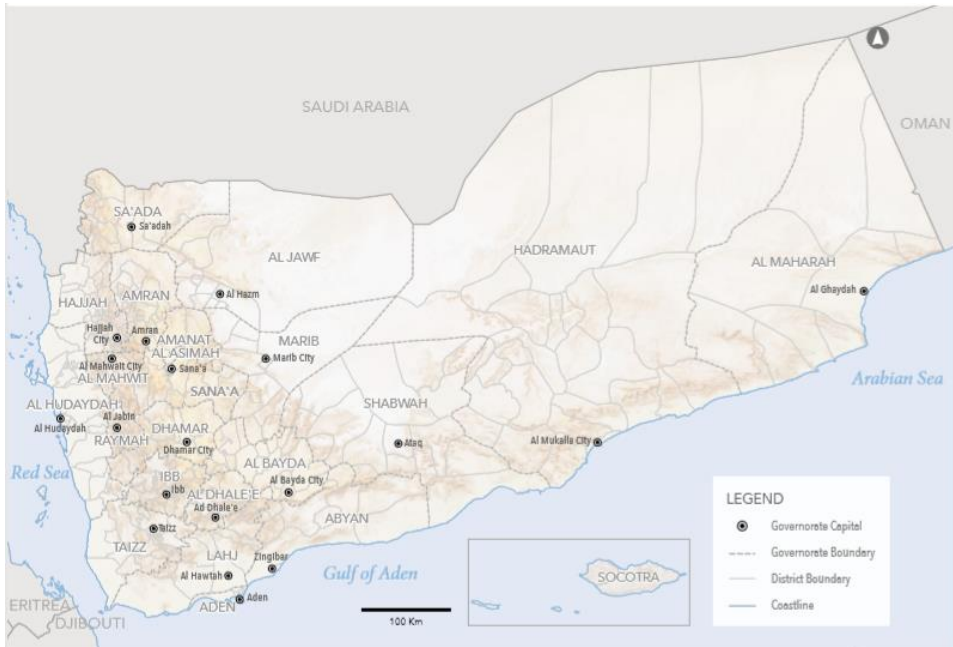 SAUDI ARABIA
OMAN
SA'ADA
Sa'adah
AL JAWF
HADRAMAUT
AL MAHARAH
Al Ghaydah
HAJJAH
AMRAN
Al Hazm
Hajjah
City
Amran
AMANAT
AL ASIMAH
MARIB
Marib City
Al Mahwait City
Sana'a
AL MAHWIT
SANA'A
Arabian Sea
AL HUDAYDAH
Al Hudaydah
Al Jabin
RAYMAH
DHAMAR
Dhamar City
SHABWAH
Ataq
Al Mukalla City
Red Sea
IBB
Ibb
AL BAYDA
Al Bayda City
AL DHALE'E
Ad Dhale'e
ABYAN
Taizz
TAIZZ
LAHJ
Al Hawtah
Zingibar
Gulf of Aden
ADEN
Aden
ERITREA
DJIBOUTI
100 Km
SOCOTRA
LEGEND
Governorate Capital
Governorate Boundary
District Boundary
Coastline